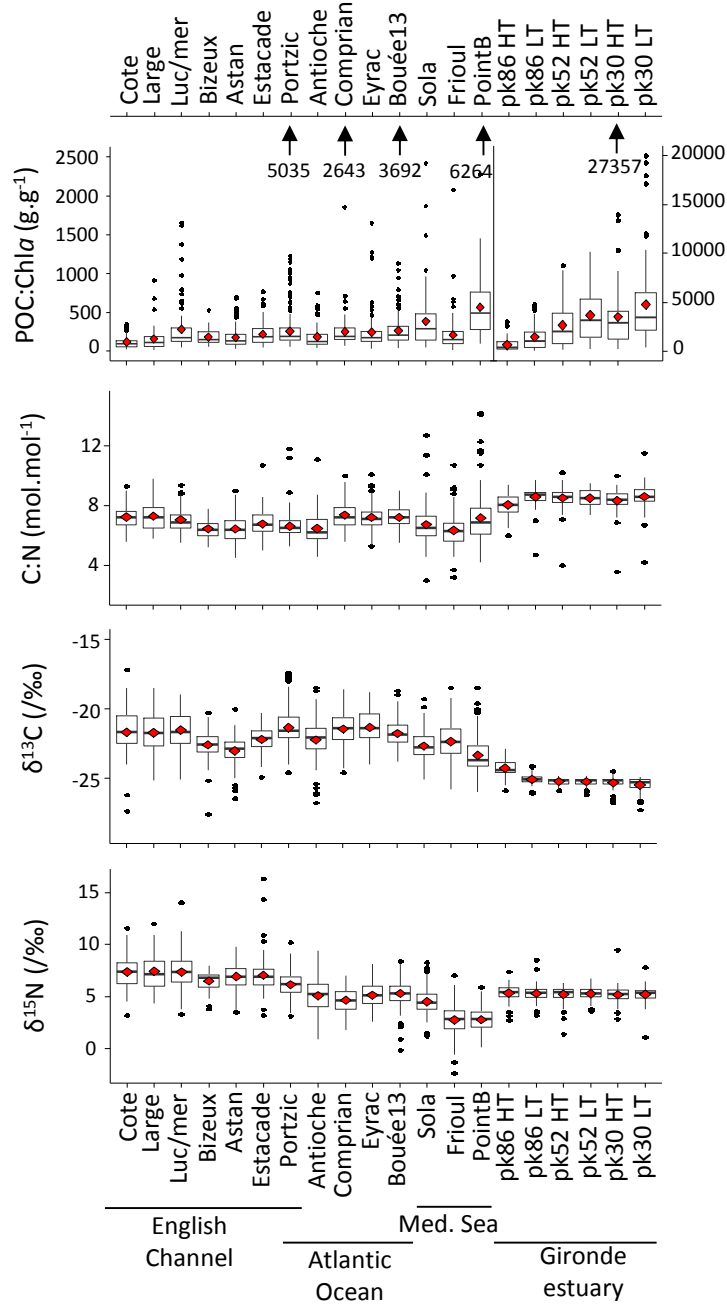 Cote Large Luc/mer Bizeux Astan Estacade Portzic Antioche Comprian Eyrac Bouée13 Sola Frioul PointB pk86 HT pk86 LT pk52 HT pk52 LT pk30 HT pk30 LT
5035 2643 3692 6264 27357
POC:Chla (g.g-1)
2500 20000
2000
1500 15000
1000 10000
500 5000
0 0
C:N (mol.mol-1)
12
8
4
δ13C (/‰)
-15
-20
-25
δ15N (/‰)
15
10
5
0
Cote Large Luc/mer Bizeux Astan Estacade Portzic Antioche Comprian Eyrac Bouée13 Sola Frioul PointB pk86 HT pk86 LT pk52 HT pk52 LT pk30 HT pk30 LT
English
Channel
Atlantic
Ocean
Med. Sea
Gironde
estuary